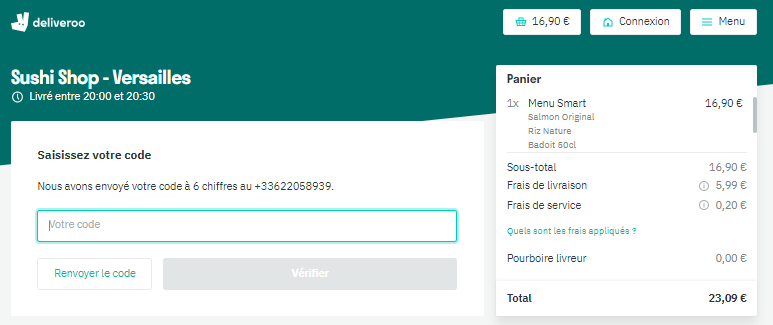 deliveroo
16,90 €
Connexion
Menu
Sushi Shop - Versailles
Livré entre 20:00 et 20:30
Saisissez votre code
Nous avons envoyé votre code à 6 chiffres au +33622058939.
Votre code
Renvoyer le code
Vérifier
Panier
1x Menu Smart 16,90 €
Salmon Original
Riz Nature
Badoit 50cl
Sous-total 16,90 €
Frais de livraison 5,99 €
Frais de service 0,20 €
Quels sont les frais appliqués ?
Pourboire livreur 0,00 €
Total 23,09 €